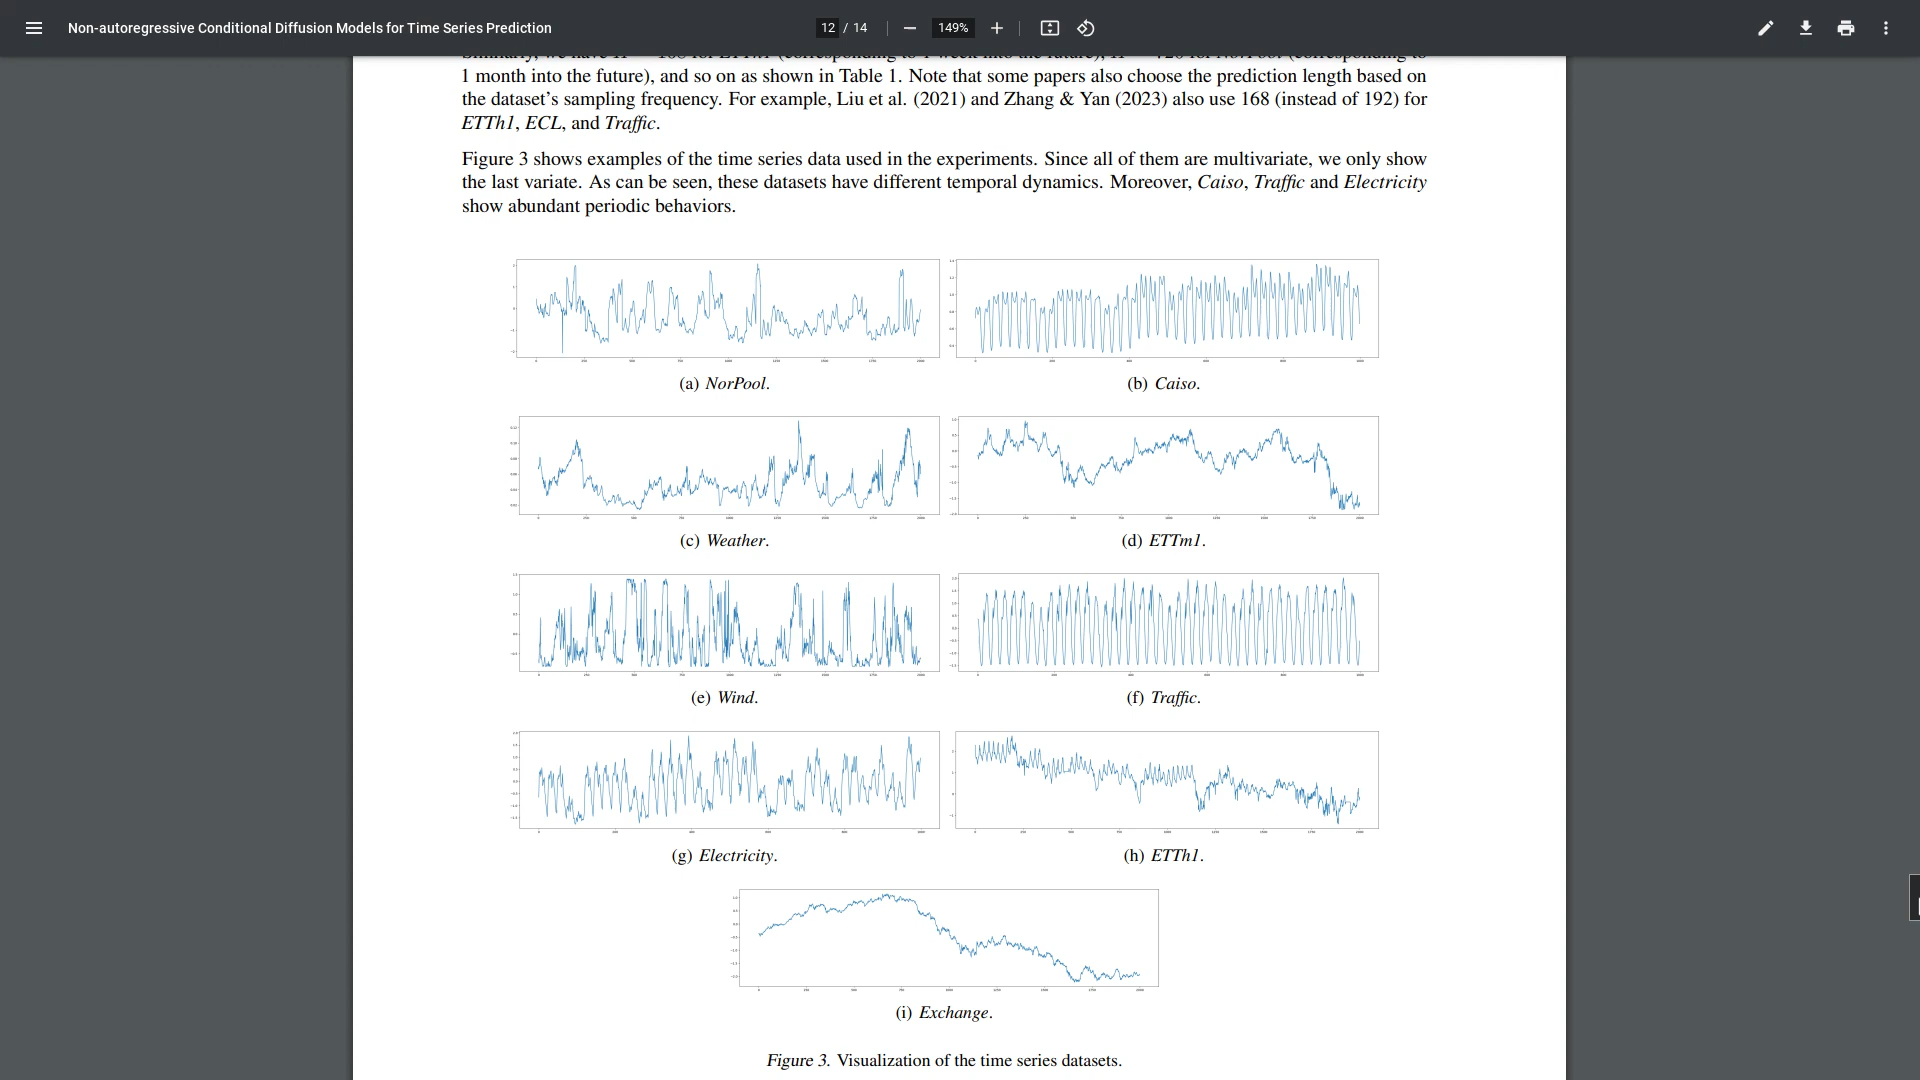 Non-autoregressive Conditional Diffusion Models for Time Series Prediction
12 / 14
149%
1 month into the future), and so on as shown in Table 1. Note that some papers also choose the prediction length based on
the dataset's sampling frequency. For example, Liu et al. (2021) and Zhang & Yan (2023) also use 168 (instead of 192) for
ETTh1, ECL, and Traffic.
Figure 3 shows examples of the time series data used in the experiments. Since all of them are multivariate, we only show
the last variate. As can be seen, these datasets have different temporal dynamics. Moreover, Caiso, Traffic and Electricity
show abundant periodic behaviors.
(a) NorPool.
(b) Caiso.
(c) Weather.
(d) ETTm1.
(e) Wind.
(f) Traffic.
(g) Electricity.
(h) ETTh1.
(i) Exchange.
Figure 3. Visualization of the time series datasets.